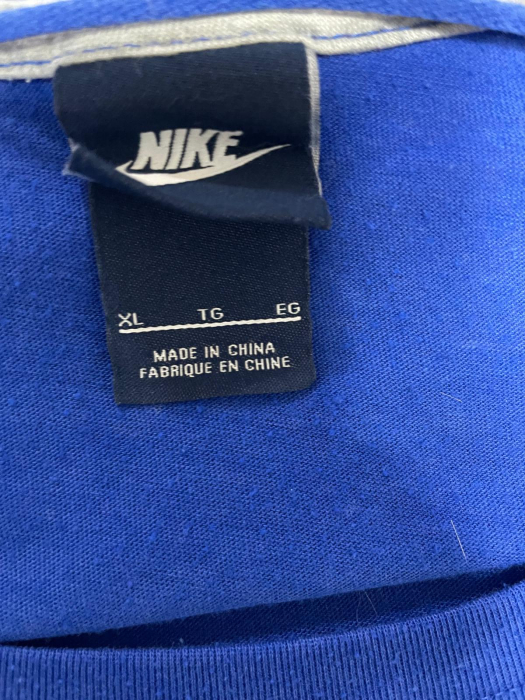 NIKE
XL TG EG
MADE IN CHINA
FABRIQUE EN CHINE